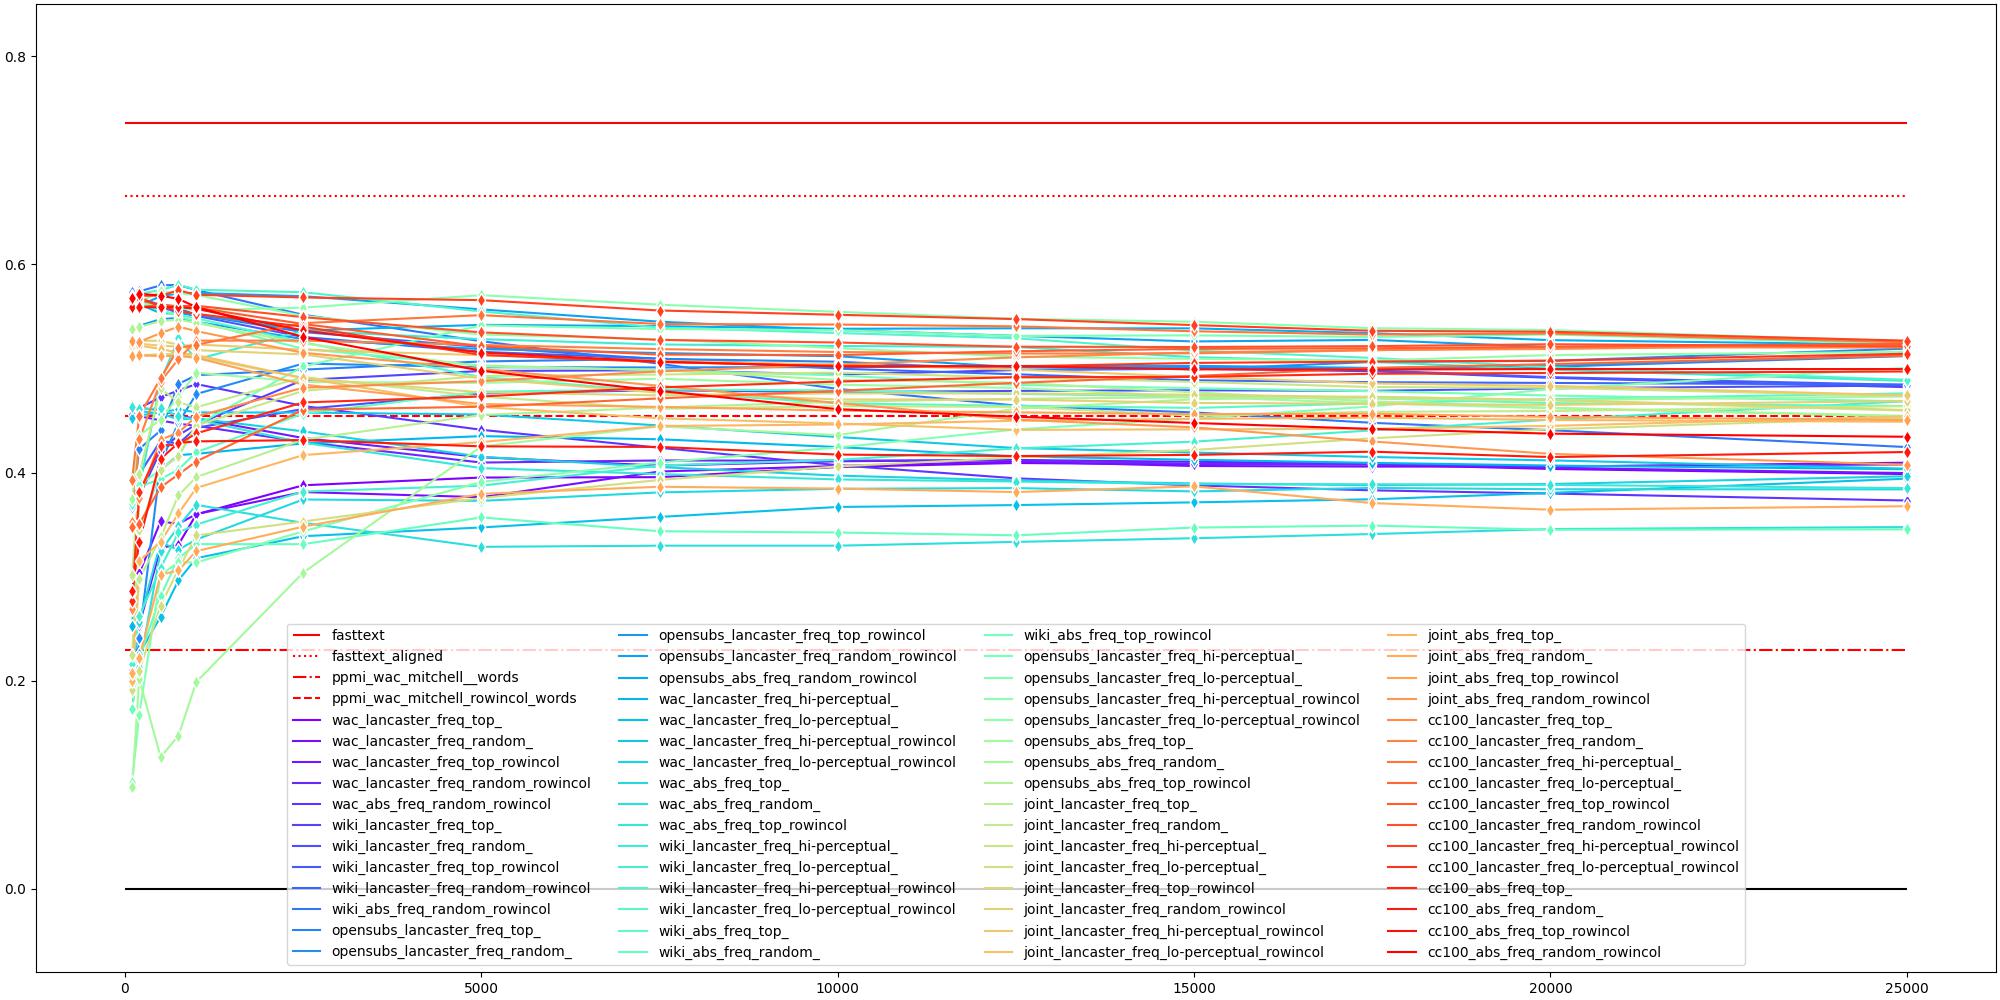 0.8
0.6
0.4
0.2
0.0
fasttext
fasttext_aligned
ppmi_wac_mitchell__words
ppmi_wac_mitchell_rowincol_words
wac_lancaster_freq_top_
wac_lancaster_freq_random_
wac_lancaster_freq_top_rowincol
wac_lancaster_freq_random_rowincol
wac_abs_freq_random_rowincol
wiki_lancaster_freq_top_
wiki_lancaster_freq_random_
wiki_lancaster_freq_top_rowincol
wiki_lancaster_freq_random_rowincol
wiki_abs_freq_random_rowincol
opensubs_lancaster_freq_top_
opensubs_lancaster_freq_random_
opensubs_lancaster_freq_top_rowincol
opensubs_lancaster_freq_random_rowincol
opensubs_abs_freq_random_rowincol
wac_lancaster_freq_hi-perceptual_
wac_lancaster_freq_lo-perceptual_
wac_lancaster_freq_hi-perceptual_rowincol
wac_lancaster_freq_lo-perceptual_rowincol
wac_abs_freq_top_
wac_abs_freq_random_
wac_abs_freq_top_rowincol
wiki_lancaster_freq_hi-perceptual_
wiki_lancaster_freq_lo-perceptual_
wiki_lancaster_freq_hi-perceptual_rowincol
wiki_lancaster_freq_lo-perceptual_rowincol
wiki_abs_freq_top_
wiki_abs_freq_random_
wiki_abs_freq_top_rowincol
opensubs_lancaster_freq_hi-perceptual_
opensubs_lancaster_freq_lo-perceptual_
opensubs_lancaster_freq_hi-perceptual_rowincol
opensubs_lancaster_freq_lo-perceptual_rowincol
opensubs_abs_freq_top_
opensubs_abs_freq_random_
opensubs_abs_freq_top_rowincol
joint_lancaster_freq_top_
joint_lancaster_freq_random_
joint_lancaster_freq_hi-perceptual_
joint_lancaster_freq_lo-perceptual_
joint_lancaster_freq_top_rowincol
joint_lancaster_freq_random_rowincol
joint_lancaster_freq_hi-perceptual_rowincol
joint_lancaster_freq_lo-perceptual_rowincol
joint_abs_freq_top_
joint_abs_freq_random_
joint_abs_freq_top_rowincol
joint_abs_freq_random_rowincol
cc100_lancaster_freq_top_
cc100_lancaster_freq_random_
cc100_lancaster_freq_hi-perceptual_
cc100_lancaster_freq_lo-perceptual_
cc100_lancaster_freq_top_rowincol
cc100_lancaster_freq_random_rowincol
cc100_lancaster_freq_hi-perceptual_rowincol
cc100_lancaster_freq_lo-perceptual_rowincol
cc100_abs_freq_top_
cc100_abs_freq_random_
cc100_abs_freq_top_rowincol
cc100_abs_freq_random_rowincol
0
5000
10000
15000
20000
25000